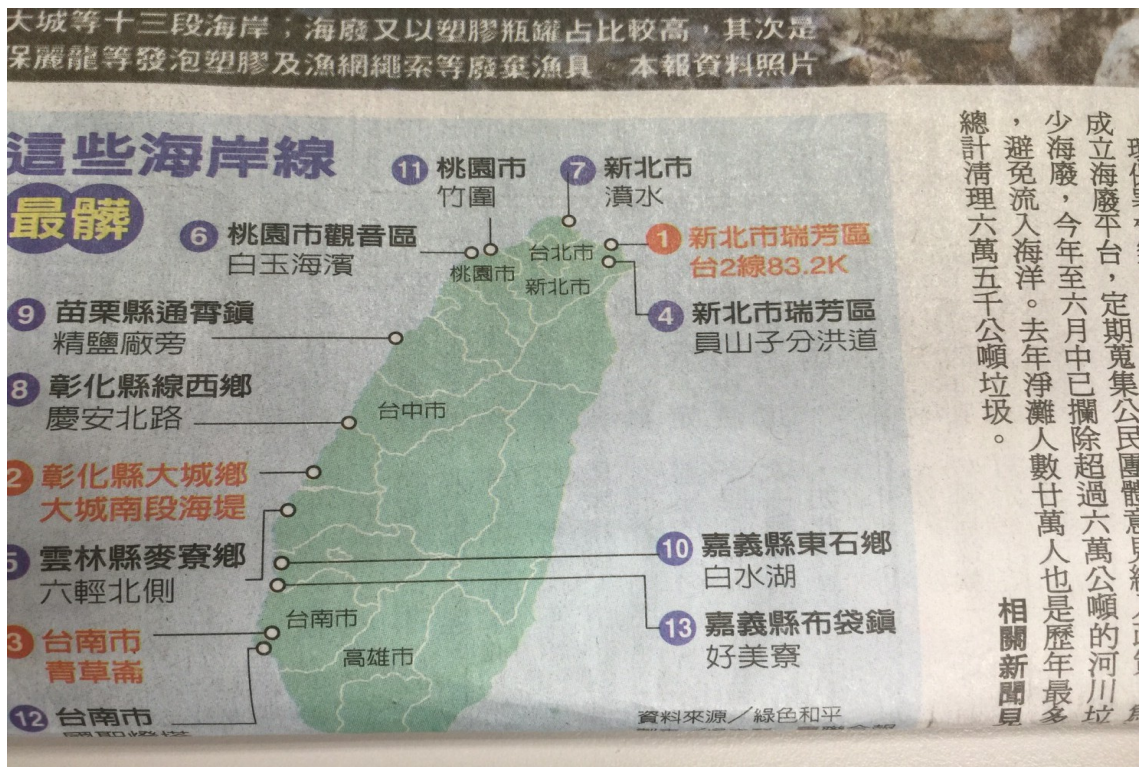 大城等十三段海岸；海廢又以塑膠瓶罐占比較高，其次是
保麗龍等發泡塑膠及漁網繩索等廢棄漁具。本報資料照片
這些海岸線
最髒
11 桃園市
竹圍
7 新北市
濆水
6 桃園市觀音區
白玉海濱
1 新北市瑞芳區
台2線83.2K
台北市
桃園市
新北市
9 苗栗縣通霄鎮
精鹽廠旁
4 新北市瑞芳區
員山子分洪道
8 彰化縣線西鄉
慶安北路
台中市
2 彰化縣大城鄉
大城南段海堤
5 雲林縣麥寮鄉
六輕北側
10 嘉義縣東石鄉
白水湖
13 嘉義縣布袋鎮
好美寮
台南市
3 台南市
青草崙
高雄市
12 台南市
國聖燈塔
資料來源／綠色和平
成立海廢平台，定期蒐集公民團體意見
少海廢，今年至六月中已攔除超過六萬公噸的河川垃
，避免流入海洋。去年淨灘人數廿萬人也是歷年最多
總計清理六萬五千公噸垃圾。
相關新聞見